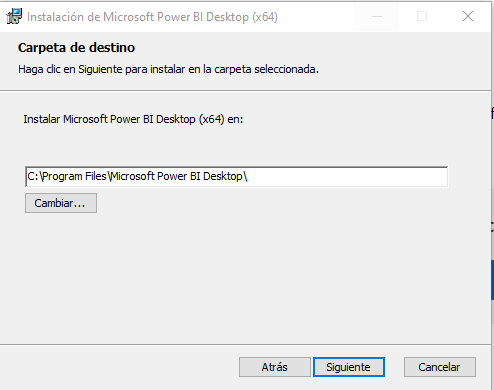 Instalación de Microsoft Power BI Desktop (x64)
Carpeta de destino
Haga clic en Siguiente para instalar en la carpeta seleccionada.
Instalar Microsoft Power BI Desktop (x64) en:
C:\Program Files\Microsoft Power BI Desktop\
Cambiar...
Atrás
Siguiente
Cancelar